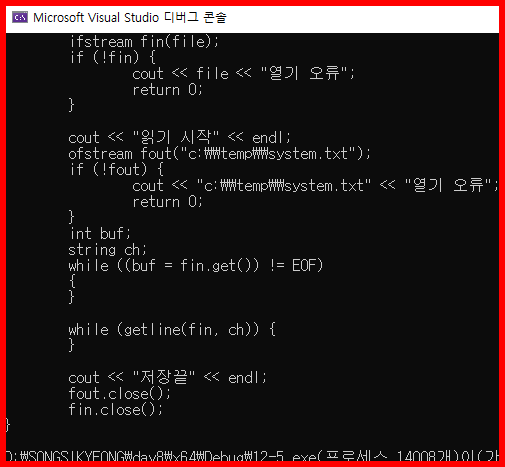 Microsoft Visual Studio 디버그 콘솔
ifstream fin(file);
if (!fin) {
cout << file << "열기 오류";
return 0;
}
cout << "읽기 시작" << endl;
ofstream fout("c:₩₩temp₩₩system.txt");
if (!fout) {
cout << "c:₩₩temp₩₩system.txt" << "열기 오류";
return 0;
}
int buf;
string ch;
while ((buf = fin.get()) != EOF)
{
}
while (getline(fin, ch)) {
}
cout << "저장끝" << endl;
fout.close();
fin.close();
}
D:₩SONGSIKYEONG₩day8₩x64₩Debug₩12-5.exe(프로세스 14008개)이(가